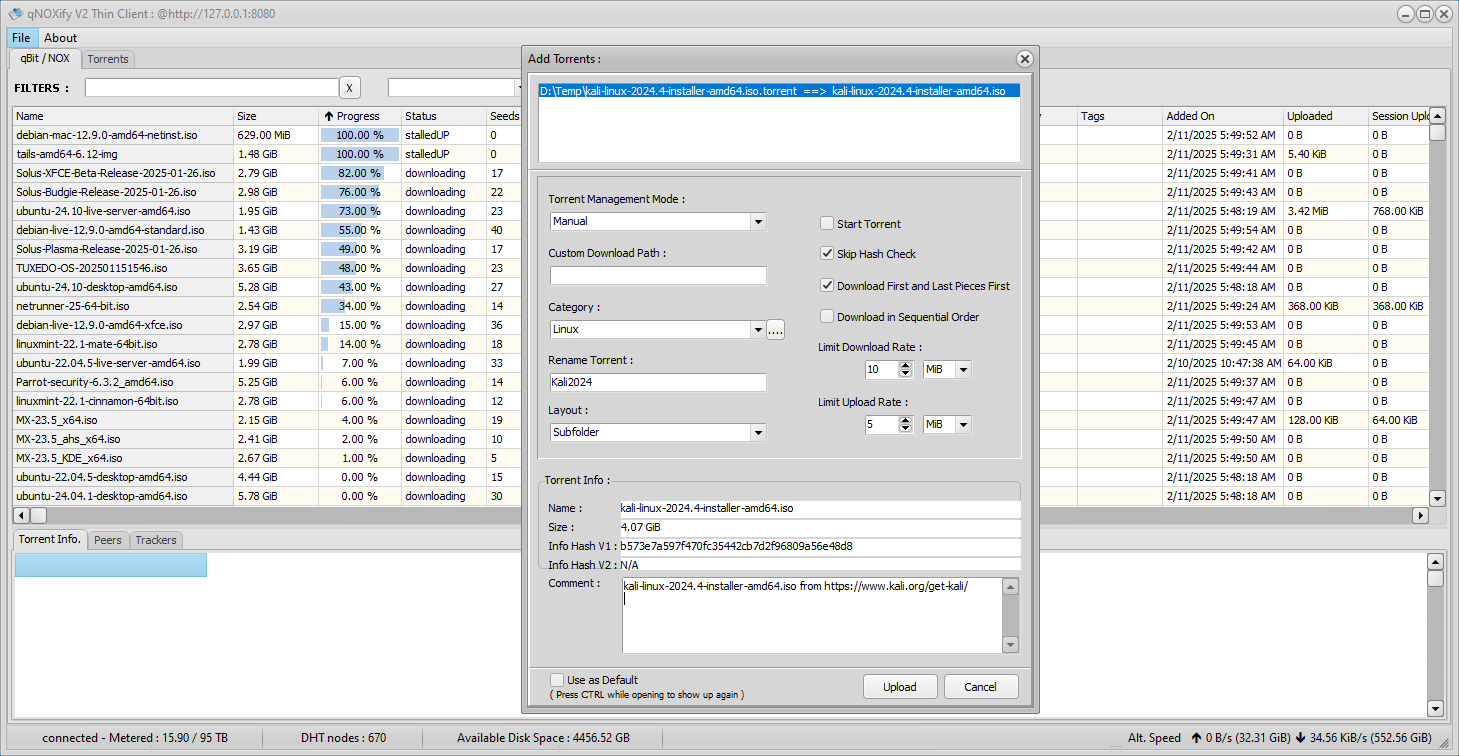 qNOXify V2 Thin Client : @http://127.0.0.1:8080
File About
qBit / NOX Torrents
FILTERS : X
Name Size Progress Status Seeds Tags Added On Uploaded Session Uplo
debian-mac-12.9.0-amd64-netinst.iso 629.00 MiB 100.00 % stalledUP 0 2/11/2025 5:49:52 AM 0 B 0 B
tails-amd64-6.12-img 1.48 GiB 100.00 % stalledUP 0 2/11/2025 5:49:31 AM 5.40 KiB 0 B
Solus-XFCE-Beta-Release-2025-01-26.iso 2.79 GiB 82.00 % downloading 17 2/11/2025 5:49:41 AM 0 B 0 B
Solus-Budgie-Release-2025-01-26.iso 2.98 GiB 76.00 % downloading 22 2/11/2025 5:49:43 AM 0 B 0 B
ubuntu-24.10-live-server-amd64.iso 1.95 GiB 73.00 % downloading 23 2/11/2025 5:48:19 AM 3.42 MiB 768.00 KiB
debian-live-12.9.0-amd64-standard.iso 1.43 GiB 55.00 % downloading 40 2/11/2025 5:49:54 AM 0 B 0 B
Solus-Plasma-Release-2025-01-26.iso 3.19 GiB 49.00 % downloading 17 2/11/2025 5:49:42 AM 0 B 0 B
TUXEDO-OS-202501151546.iso 3.65 GiB 48.00 % downloading 23 2/11/2025 5:49:44 AM 0 B 0 B
ubuntu-24.10-desktop-amd64.iso 5.28 GiB 43.00 % downloading 27 2/11/2025 5:48:18 AM 0 B 0 B
netrunner-25-64-bit.iso 2.54 GiB 34.00 % downloading 14 2/11/2025 5:49:24 AM 368.00 KiB 368.00 KiB
debian-live-12.9.0-amd64-xfce.iso 2.97 GiB 15.00 % downloading 36 2/11/2025 5:49:53 AM 0 B 0 B
linuxmint-22.1-mate-64bit.iso 2.78 GiB 14.00 % downloading 18 2/11/2025 5:49:45 AM 0 B 0 B
ubuntu-22.04.5-live-server-amd64.iso 1.99 GiB 7.00 % downloading 33 2/10/2025 10:47:38 AM 64.00 KiB 0 B
Parrot-security-6.3.2_amd64.iso 5.25 GiB 6.00 % downloading 14 2/11/2025 5:49:37 AM 0 B 0 B
linuxmint-22.1-cinnamon-64bit.iso 2.78 GiB 6.00 % downloading 12 2/11/2025 5:49:47 AM 0 B 0 B
MX-23.5_x64.iso 2.15 GiB 4.00 % downloading 19 2/11/2025 5:49:47 AM 128.00 KiB 64.00 KiB
MX-23.5_ahs_x64.iso 2.41 GiB 2.00 % downloading 10 2/11/2025 5:49:50 AM 0 B 0 B
MX-23.5_KDE_x64.iso 2.67 GiB 1.00 % downloading 5 2/11/2025 5:49:50 AM 0 B 0 B
ubuntu-22.04.5-desktop-amd64.iso 4.44 GiB 0.00 % downloading 15 2/11/2025 5:48:18 AM 0 B 0 B
ubuntu-24.04.1-desktop-amd64.iso 5.78 GiB 0.00 % downloading 30 2/11/2025 5:48:18 AM 0 B 0 B
Torrent Info. Peers Trackers
Add Torrents :
D:\Temp\kali-linux-2024.4-installer-amd64.iso.torrent ==> kali-linux-2024.4-installer-amd64.iso
Torrent Management Mode :
Manual
Custom Download Path :
Category :
Linux ....
Rename Torrent :
Kali2024
Layout :
Subfolder
Start Torrent
Skip Hash Check
Download First and Last Pieces First
Download in Sequential Order
Limit Download Rate :
10 MiB
Limit Upload Rate :
5 MiB
Torrent Info :
Name : kali-linux-2024.4-installer-amd64.iso
Size : 4.07 GiB
Info Hash V1 : b573e7a597f470fc35442cb7d2f96809a56e48d8
Info Hash V2 : N/A
Comment : kali-linux-2024.4-installer-amd64.iso from https://www.kali.org/get-kali/
Use as Default
( Press CTRL while opening to show up again )
Upload Cancel
connected - Metered : 15.90 / 95 TB DHT nodes : 670 Available Disk Space : 4456.52 GB Alt. Speed 0 B/s (32.31 GiB) 34.56 KiB/s (552.56 GiB)